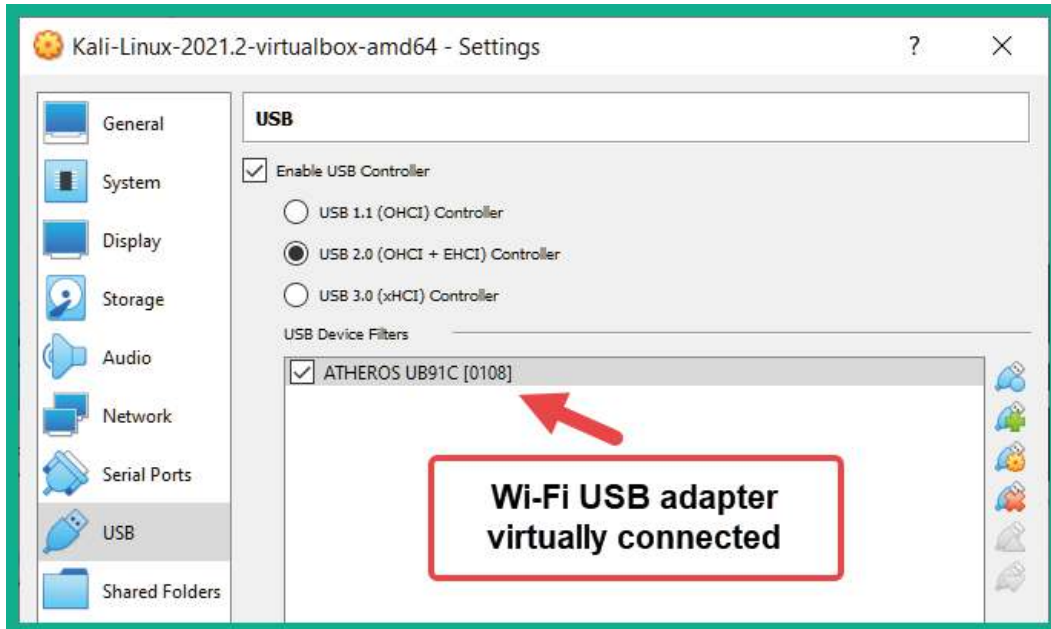 Kali-Linux-2021.2-virtualbox-amd64 - Settings
?
General
System
Display
Storage
Audio
Network
Serial Ports
USB
Shared Folders
USB
Enable USB Controller
USB 1.1 (OHCI) Controller
USB 2.0 (OHCI + EHCI) Controller
USB 3.0 (xHCI) Controller
USB Device Filters
ATHEROS UB91C [0108]
Wi-Fi USB adapter
virtually connected